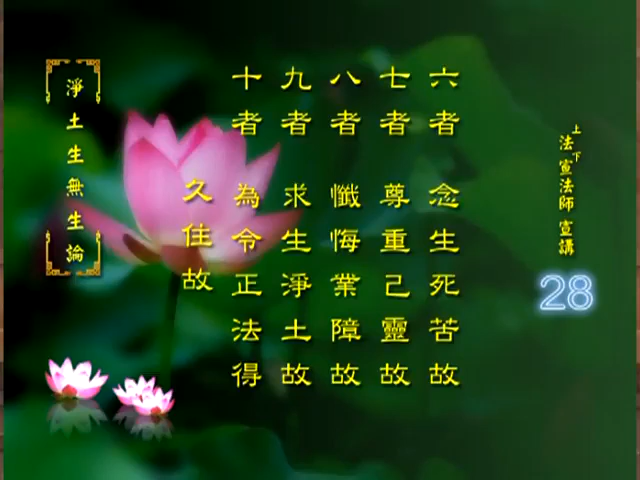 上法下宣法師 宣講
28
六者 念生死苦故
七者 尊重己靈故
八者 懺悔業障故
九者 求生淨土故
十者 為令正法得
久住故
淨土生無生論